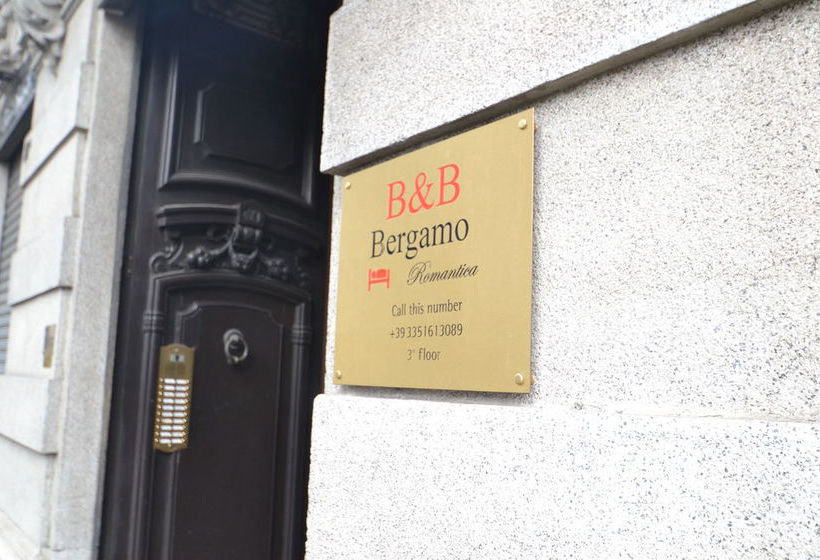 B&B
Bergamo
Romantica
Call this number
+393351613089
3° floor